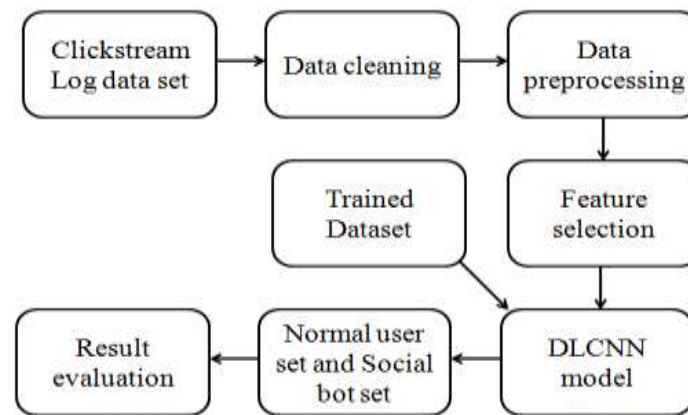 Clickstream
Log data set
Data cleaning
Data
preprocessing
Trained
Dataset
Feature
selection
Result
evaluation
Normal user
set and Social
bot set
DLCNN
model